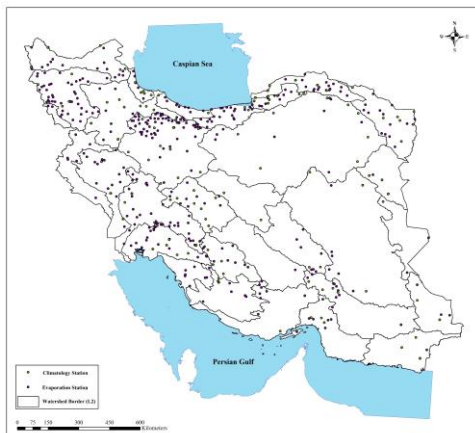 N
W E
S
Caspian Sea
Persian Gulf
Climatology Station
Evaporation Station
Watershed Border (L2)
0 75 150 300 450 600
Kilometers